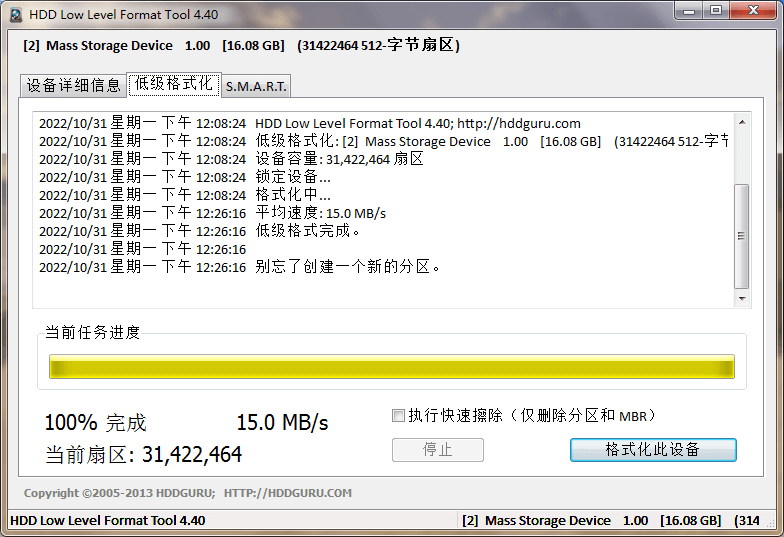 HDD Low Level Format Tool 4.40
[2] Mass Storage Device 1.00 [16.08 GB] (31422464 512-字节扇区)
设备详细信息 低级格式化 S.M.A.R.T.
2022/10/31 星期一 下午 12:08:24 HDD Low Level Format Tool 4.40; http://hddguru.com
2022/10/31 星期一 下午 12:08:24 低级格式化: [2] Mass Storage Device 1.00 [16.08 GB] (31422464 512-字节
2022/10/31 星期一 下午 12:08:24 设备容量: 31,422,464 扇区
2022/10/31 星期一 下午 12:08:24 锁定设备...
2022/10/31 星期一 下午 12:08:24 格式化中...
2022/10/31 星期一 下午 12:26:16 平均速度: 15.0 MB/s
2022/10/31 星期一 下午 12:26:16 低级格式完成。
2022/10/31 星期一 下午 12:26:16
2022/10/31 星期一 下午 12:26:16 别忘了创建一个新的分区。
当前任务进度
100% 完成 15.0 MB/s 执行快速擦除（仅删除分区和 MBR）
当前扇区: 31,422,464 停止 格式化此设备
Copyright ©2005-2013 HDDGURU; HTTP://HDDGURU.COM
HDD Low Level Format Tool 4.40 [2] Mass Storage Device 1.00 [16.08 GB] (314